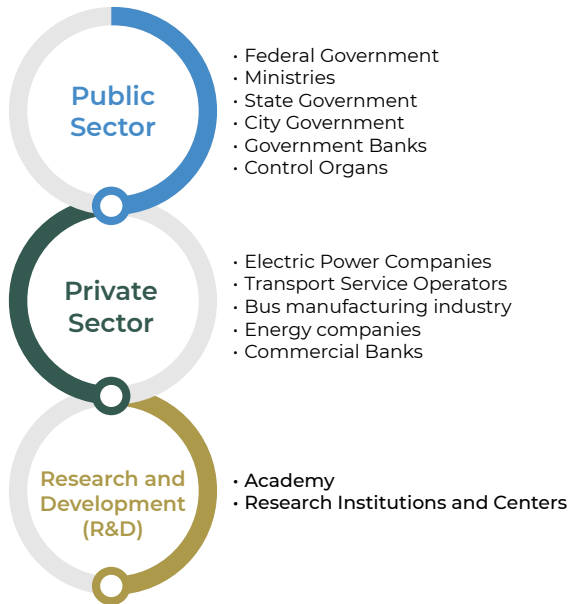 Public
Sector
· Federal Government
· Ministries
· State Government
· City Government
· Government Banks
· Control Organs
Private
Sector
· Electric Power Companies
· Transport Service Operators
· Bus manufacturing industry
· Energy companies
· Commercial Banks
Research and
Development
(R&D)
· Academy
· Research Institutions and Centers